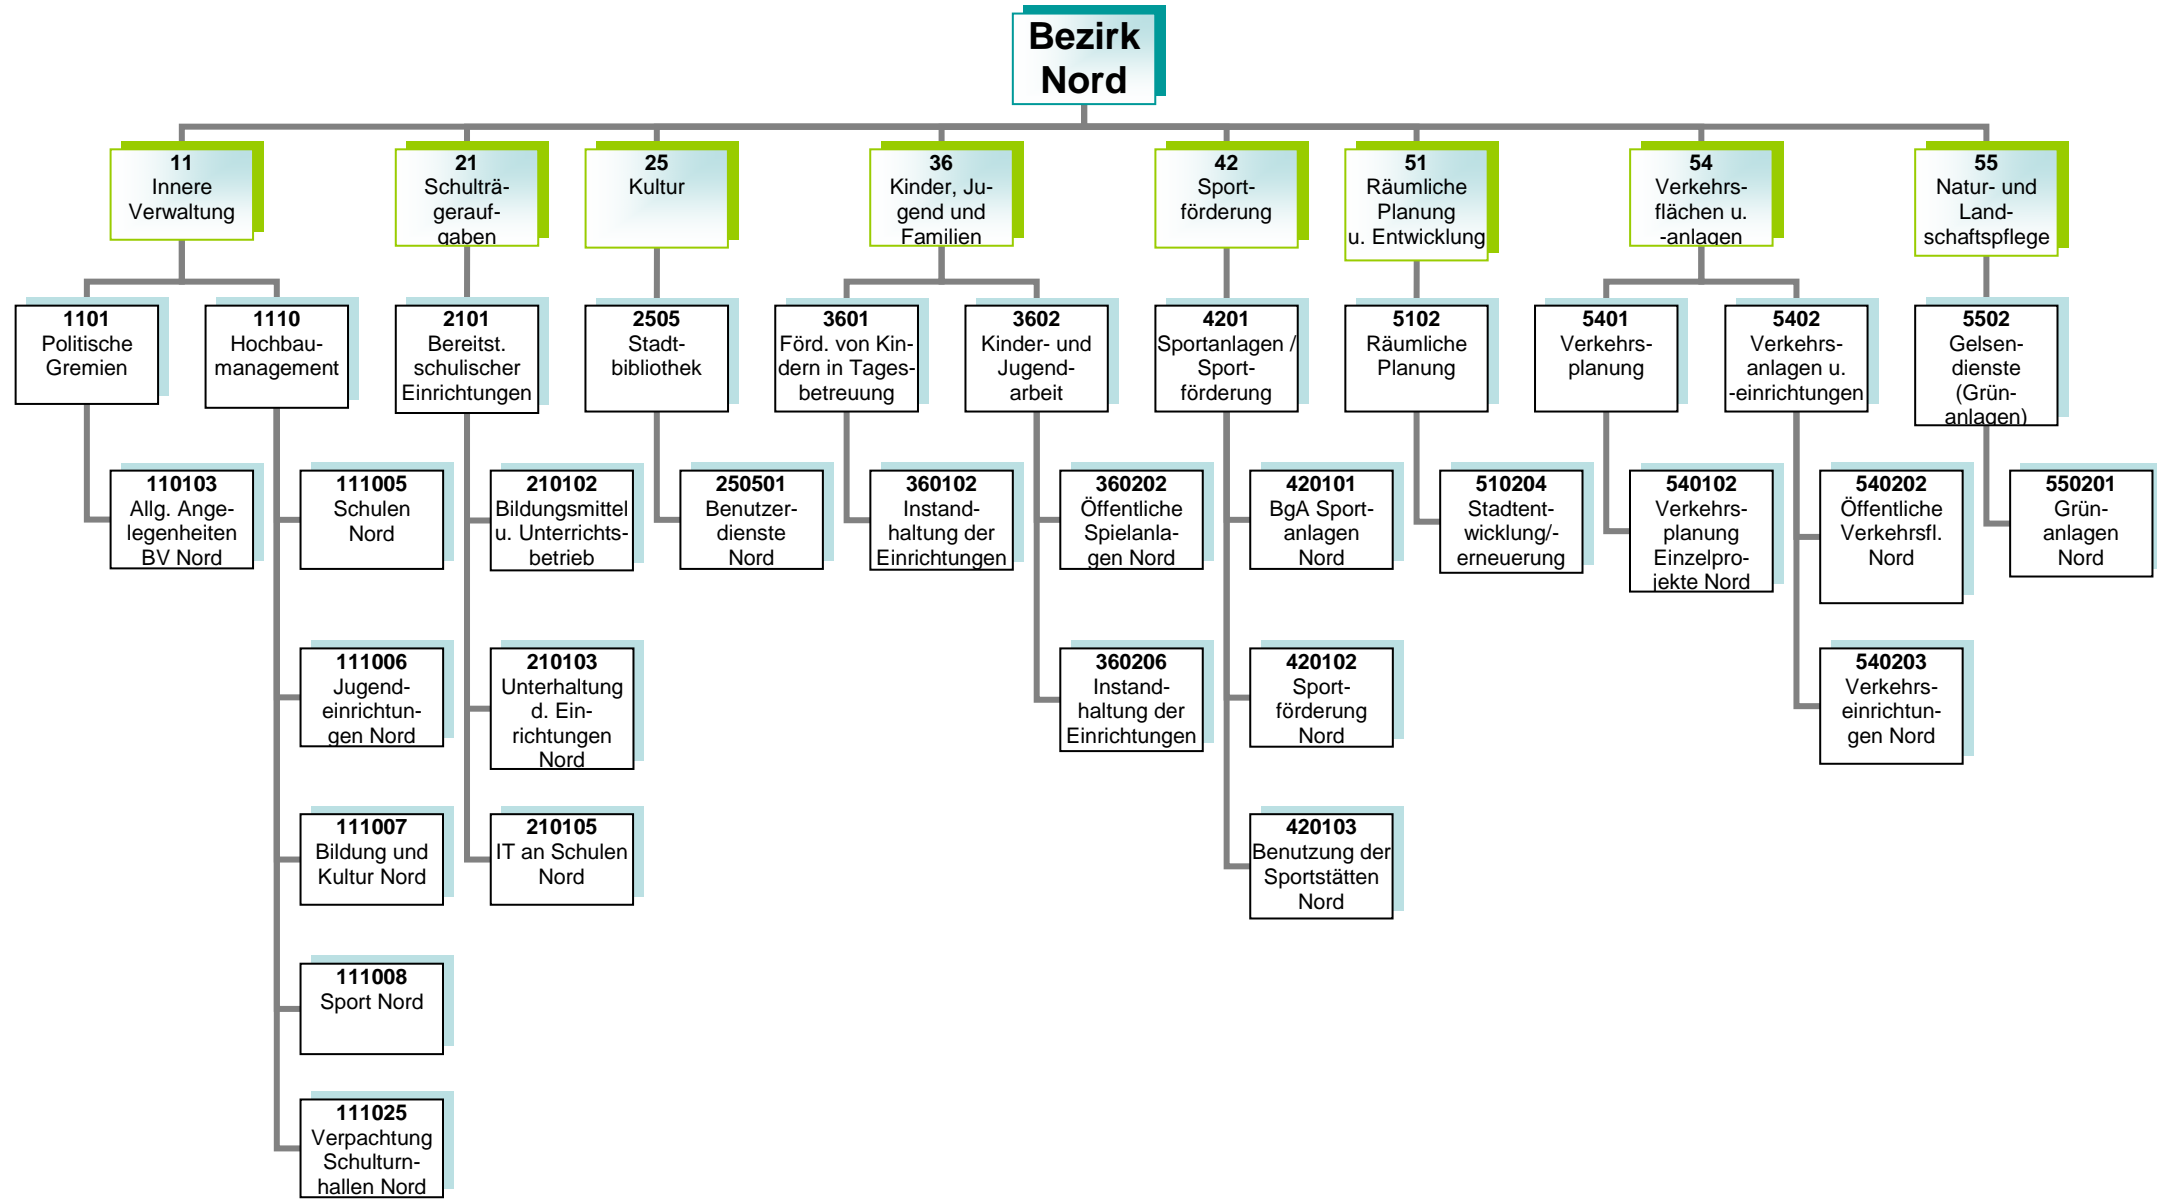 Bezirk
Nord
11
Innere
Verwaltung
21
Schulträ-
gerauf-
gaben
25
Kultur
36
Kinder, Ju-
gend und
Familien
42
Sport-
förderung
51
Räumliche
Planung
u. Entwicklung
54
Verkehrs-
flächen u.
-anlagen
55
Natur- und
Land-
schaftspflege
1101
Politische
Gremien
1110
Hochbau-
management
2101
Bereitst.
schulischer
Einrichtungen
2505
Stadt-
bibliothek
3601
Förd. von Kin-
dern in Tages-
betreuung
3602
Kinder- und
Jugend-
arbeit
4201
Sportanlagen /
Sport-
förderung
5102
Räumliche
Planung
5401
Verkehrs-
planung
5402
Verkehrs-
anlagen u.
-einrichtungen
5502
Gelsen-
dienste
(Grün-
anlagen)
110103
Allg. Ange-
legenheiten
BV Nord
111005
Schulen
Nord
210102
Bildungsmittel
u. Unterrichts-
betrieb
250501
Benutzer-
dienste
Nord
360102
Instand-
haltung der
Einrichtungen
360202
Öffentliche
Spielanla-
gen Nord
420101
BgA Sport-
anlagen
Nord
510204
Stadtent-
wicklung/-
erneuerung
540102
Verkehrs-
planung
Einzelpro-
jekte Nord
540202
Öffentliche
Verkehrsfl.
Nord
550201
Grün-
anlagen
Nord
111006
Jugend-
einrichtun-
gen Nord
210103
Unterhaltung
d. Ein-
richtungen
Nord
360206
Instand-
haltung der
Einrichtungen
420102
Sport-
förderung
Nord
540203
Verkehrs-
einrichtun-
gen Nord
111007
Bildung und
Kultur Nord
210105
IT an Schulen
Nord
420103
Benutzung der
Sportstätten
Nord
111008
Sport Nord
111025
Verpachtung
Schulturn-
hallen Nord